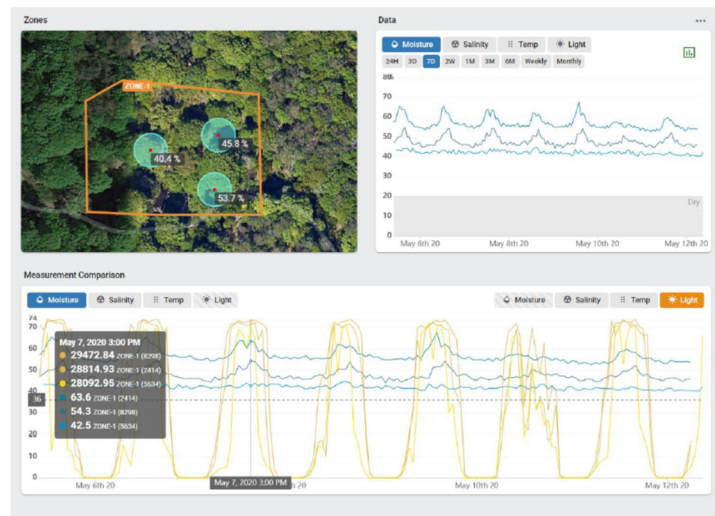 Zones
ZONE-1
40.4 %
45.8 %
53.7 %
Data
Moisture Salinity Temp Light
24H 3D 7D 2W 1M 3M 6M Weekly Monthly
80
70
60
50
40
30
20
10
0
Day
May 6th 20 May 8th 20 May 10th 20 May 12th 20
Measurement Comparison
Moisture Salinity Temp Light
Moisture Salinity Temp Light
74
70
60
50
40
36
30
20
10
0
May 7, 2020 3:00 PM
29472.84 ZONE-1 (8298)
28814.93 ZONE-1 (2414)
28092.95 ZONE-1 (5634)
63.6 ZONE-1 (2414)
54.3 ZONE-1 (8298)
42.5 ZONE-1 (5634)
May 6th 20 May 7, 2020 3:00 PM h 20 May 10th 20 May 12th 20